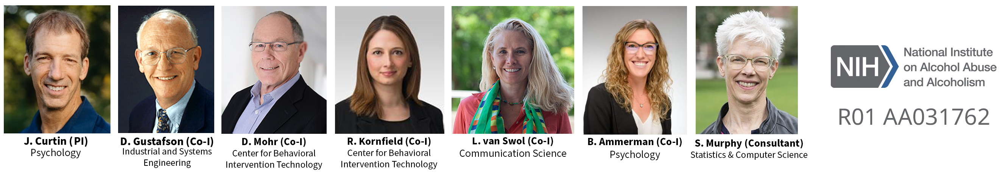 J. Curtin (PI)
Psychology
D. Gustafson (Co-I)
Industrial and Systems
Engineering
D. Mohr (Co-I)
Center for Behavioral
Intervention Technology
R. Kornfield (Co-I)
Center for Behavioral
Intervention Technology
L. van Swol (Co-I)
Communication Science
B. Ammerman (Co-I)
Psychology
S. Murphy (Consultant)
Statistics & Computer Science
NIH
National Institute
on Alcohol Abuse
and Alcoholism
R01 AA031762